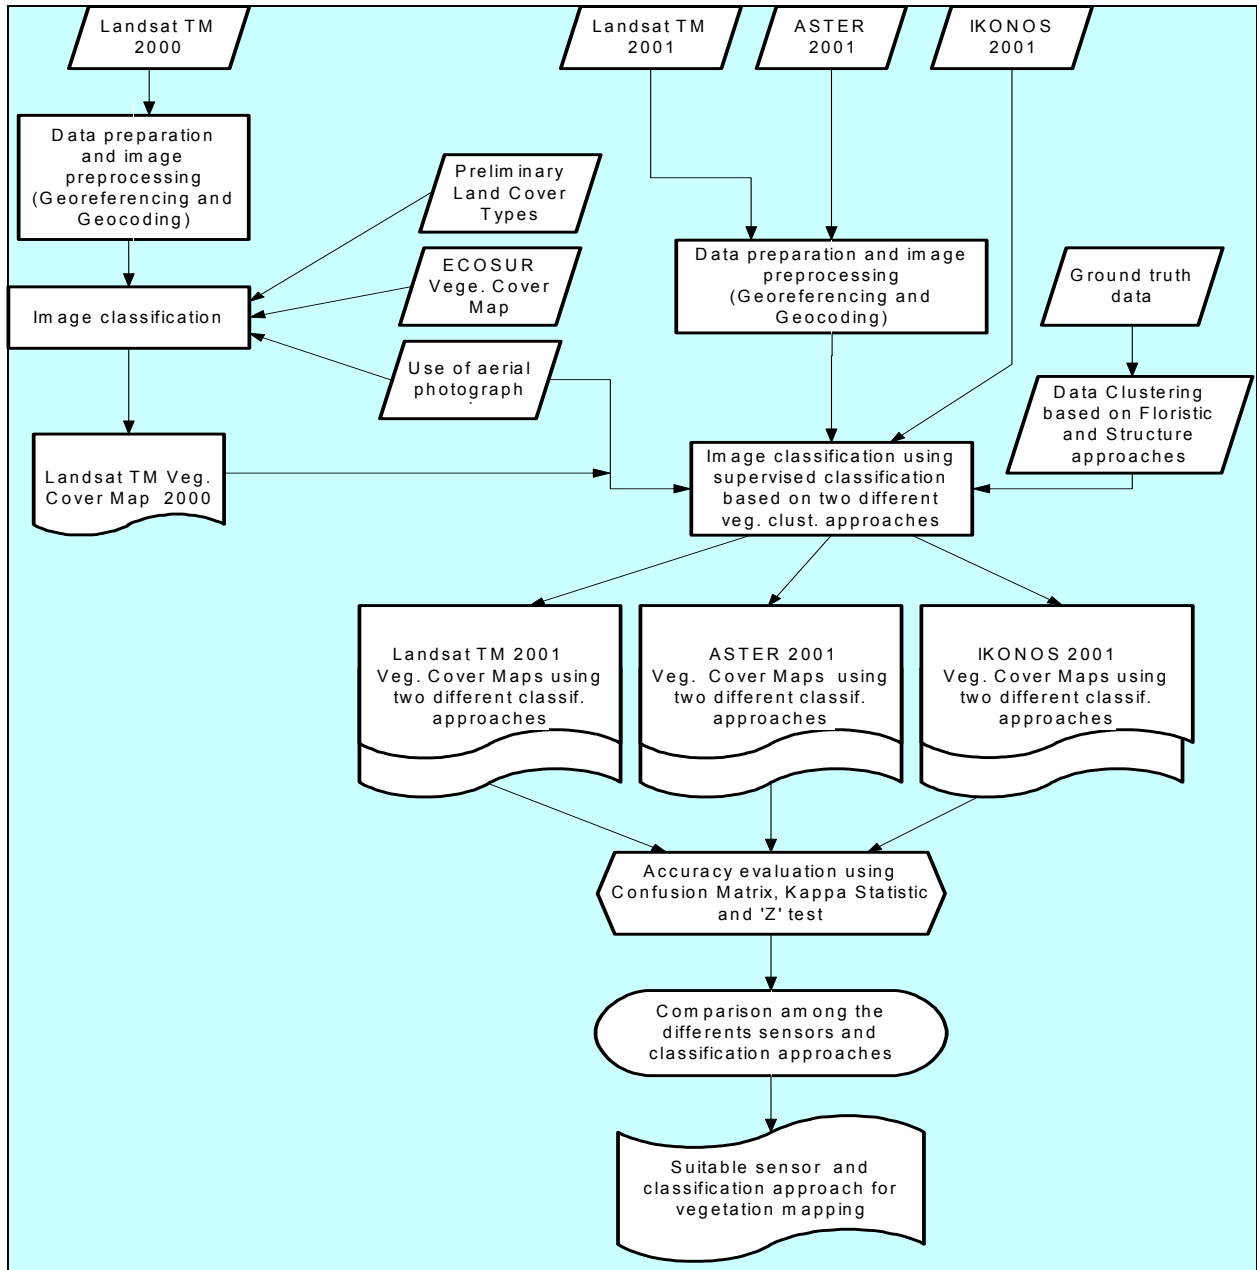 Landsat TM
2000
Landsat TM
2001
ASTER
2001
IKONOS
2001
Data preparation
and image
preprocessing
(Georeferencing and
Geocoding)
Preliminary
Land Cover
Types
ECOSUR
Vege. Cover
Map
Image classification
Use of aerial
photograph
Landsat TM Veg.
Cover Map 2000
Data preparation and image
preprocessing
(Georeferencing and
Geocoding)
Ground truth
data
Data Clustering
based on Floristic
and Structure
approaches
Image classification using
supervised classification
based on two different
veg. clust. approaches
Landsat TM 2001
Veg. Cover Maps using
two different classif.
approaches
ASTER 2001
Veg. Cover Maps using
two different classif.
approaches
IKONOS 2001
Veg. Cover Maps using
two different classif.
approaches
Accuracy evaluation using
Confusion Matrix, Kappa Statistic
and 'Z' test
Comparison among the
differents sensors and
classification approaches
Suitable sensor and
classification approach for
vegetation mapping